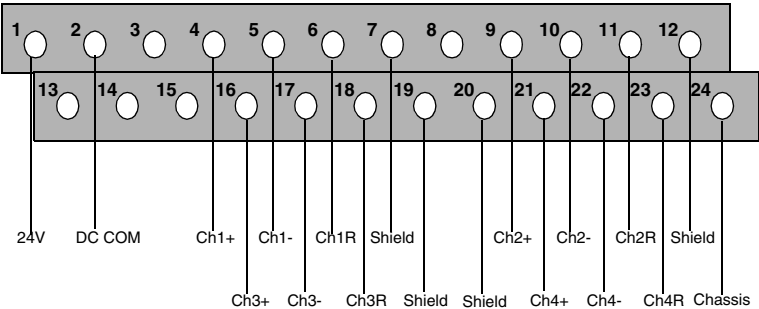 1 2 3 4 5 6 7 8 9 10 11 12
13 14 15 16 17 18 19 20 21 22 23 24
24V DC COM Ch1+ Ch1- Ch1R Shield Ch2+ Ch2- Ch2R Shield
Ch3+ Ch3- Ch3R Shield Shield Ch4+ Ch4- Ch4R Chassis